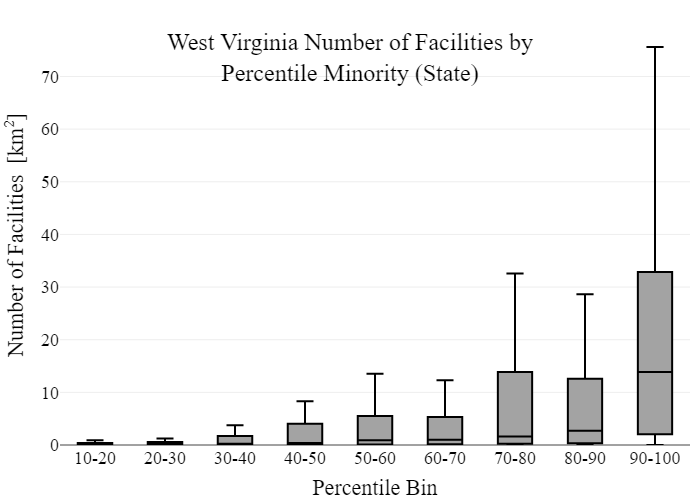 West Virginia Number of Facilities by
Percentile Minority (State)
Number of Facilities [km²]
70
60
50
40
30
20
10
0
10-20 20-30 30-40 40-50 50-60 60-70 70-80 80-90 90-100
Percentile Bin